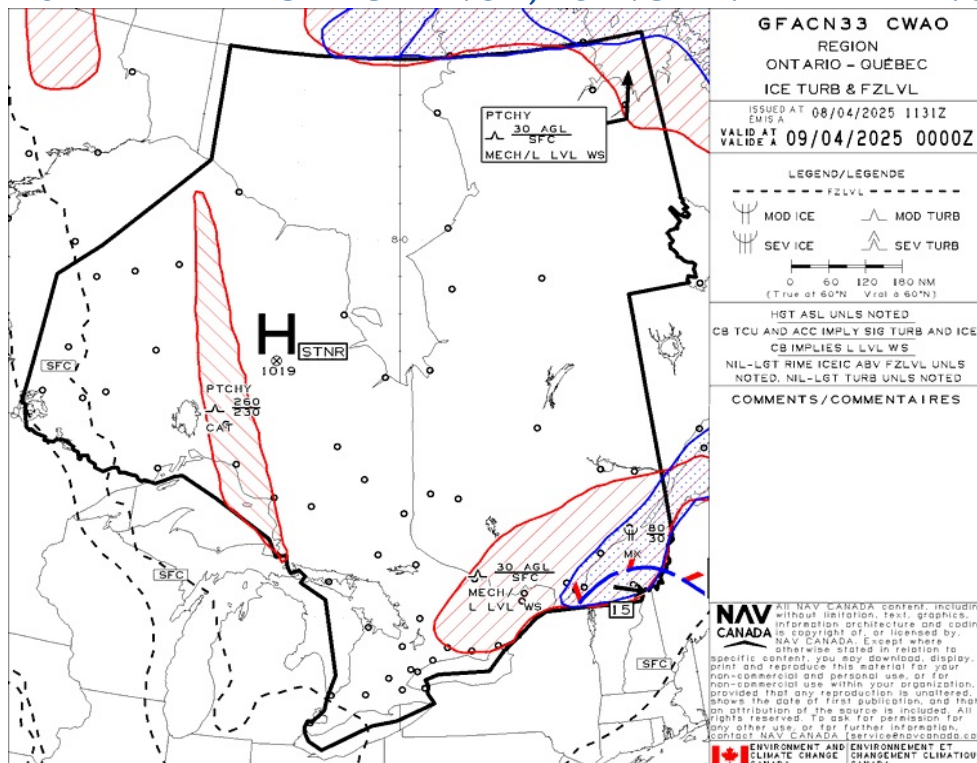 GFACN33 CWAO
REGION
ONTARIO - QUÉBEC
ICE TURB & FZLVL
ISSUED AT
ÉMIS À
08/04/2025 1131Z
VALID AT
VALIDE À
09/04/2025 0000Z
LEGEND/LÉGENDE
FZLVL
MOD ICE
MOD TURB
SEV ICE
SEV TURB
0 60 120 180 NM
(True at 60°N Vrai à 60°N)
HGT ASL UNLS NOTED
CB TCU AND ACC IMPLY SIG TURB AND ICE
CB IMPLIES L LVL WS
NIL-LGT RIME ICEIC ABV FZLVL UNLS
NOTED. NIL-LGT TURB UNLS NOTED
COMMENTS/COMMENTAIRES
PTCHY
30 AGL
SFC
MECH/L LVL WS
80
H
STNR
1019
SFC
PTCHY
260
230
CAT
80
30
MX
SFC
30 AGL
SFC
MECH/
L LVL WS
15
SFC
NAV
CANADA
All NAV CANADA content, includin
without limitation, text, graphics,
information architecture and codin
is copyright of, or licensed by,
NAV CANADA. Except where
otherwise stated in relation to
specific content, you may download, display,
print and reproduce this material for your
non-commercial and personal use, or for
non-commercial use within your organization,
provided that any reproduction is unaltered,
shows the date of first publication, and that
an attribution of the source is included. All
rights reserved. To ask for permission for
any other use, or for further information,
contact NAV CANADA
ENVIRONMENT AND
CLIMATE CHANGE
ENVIRONNEMENT ET
CHANGEMENT CLIMATIQU